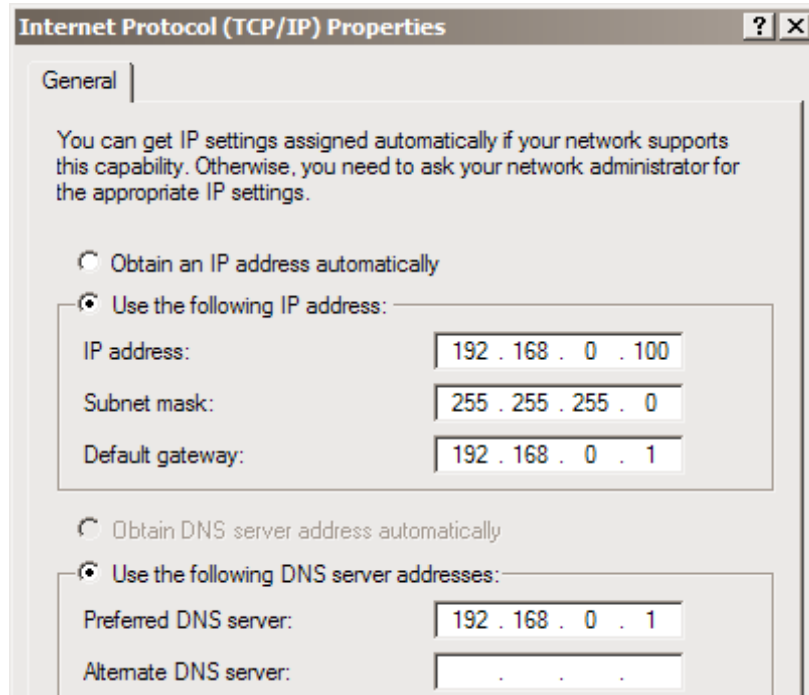 Internet Protocol (TCP/IP) Properties ? X
General
You can get IP settings assigned automatically if your network supports
this capability. Otherwise, you need to ask your network administrator for
the appropriate IP settings.
Obtain an IP address automatically
Use the following IP address:
IP address: 192 . 168 . 0 . 100
Subnet mask: 255 . 255 . 255 . 0
Default gateway: 192 . 168 . 0 . 1
Obtain DNS server address automatically
Use the following DNS server addresses:
Preferred DNS server: 192 . 168 . 0 . 1
Alternate DNS server: . . .